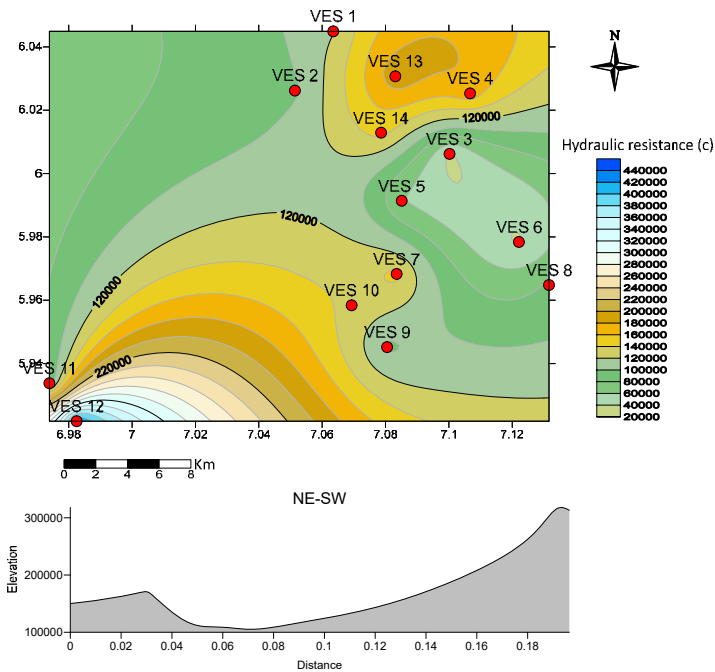 VES 1
6.04
VES 13
VES 2
VES 4
N
6.02
120000
VES 14
VES 3
Hydraulic resistance (c)
6
VES 5
440000
420000
400000
380000
360000
340000
320000
300000
280000
260000
240000
220000
200000
180000
160000
140000
120000
100000
80000
60000
40000
20000
120000
VES 6
5.98
VES 7
VES 8
120000
VES 10
5.96
VES 9
5.94
VES 11
220000
VES 12
6.98 7 7.02 7.04 7.06 7.08 7.1 7.12
0 2 4 6 8 Km
NE-SW
300000
200000
100000
Elevation
0 0.02 0.04 0.06 0.08 0.1 0.12 0.14 0.16 0.18
Distance